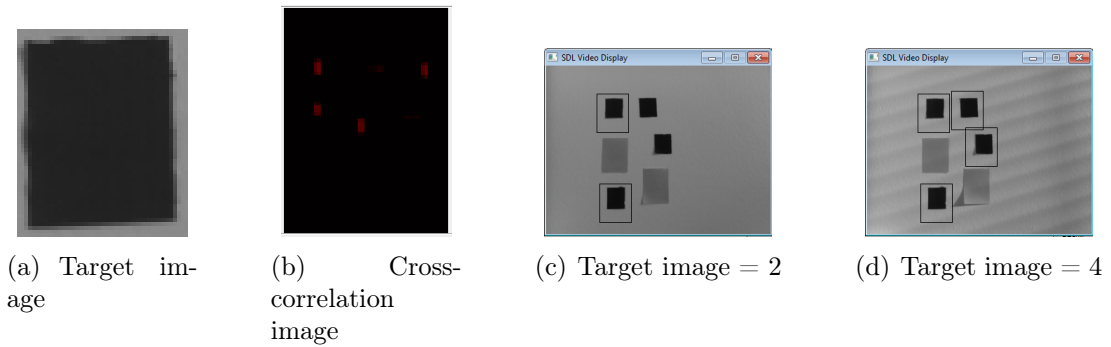 SDL Video Display
SDL Video Display
(a) Target im-
age
(b) Cross-
correlation
image
(c) Target image = 2
(d) Target image = 4